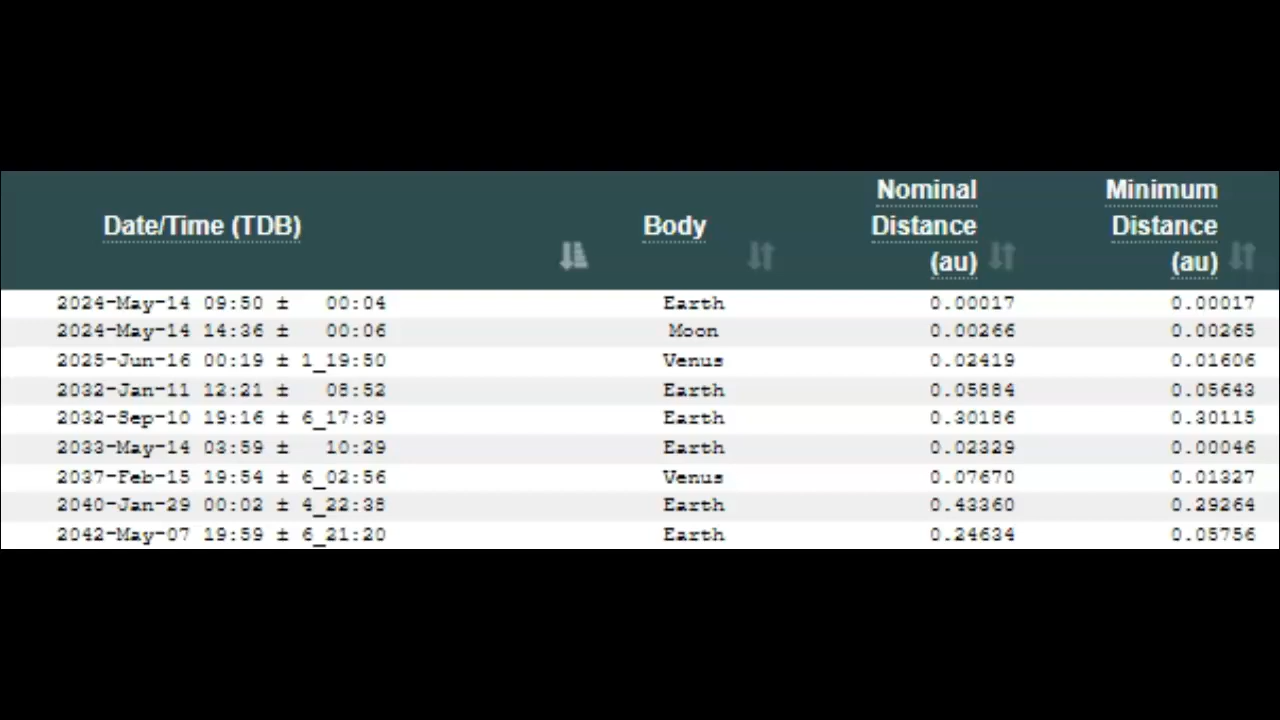 Date/Time (TDB) Body Nominal Distance (au) Minimum Distance (au)
2024-May-14 09:50 ± 00:04 Earth 0.00017 0.00017
2024-May-14 14:36 ± 00:06 Moon 0.00266 0.00265
2025-Jun-16 00:19 ± 1_19:50 Venus 0.02419 0.01606
2032-Jan-11 12:21 ± 08:52 Earth 0.05884 0.05643
2032-Sep-10 19:16 ± 6_17:39 Earth 0.30186 0.30115
2033-May-14 03:59 ± 10:29 Earth 0.02329 0.00046
2037-Feb-15 19:54 ± 6_02:56 Venus 0.07670 0.01327
2040-Jan-29 00:02 ± 4_22:38 Earth 0.43360 0.29264
2042-May-07 19:59 ± 6_21:20 Earth 0.24634 0.05756